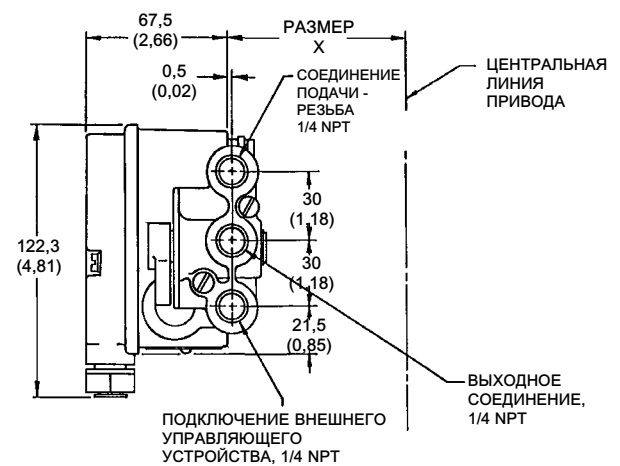 67,5
(2,66)
РАЗМЕР
X
0,5
(0,02)
СОЕДИНЕНИЕ
ПОДАЧИ -
РЕЗЬБА
1/4 NPT
ЦЕНТРАЛЬНАЯ
ЛИНИЯ
ПРИВОДА
30
(1,18)
122,3
(4,81)
30
(1,18)
21,5
(0,85)
ВЫХОДНОЕ
СОЕДИНЕНИЕ,
1/4 NPT
ПОДКЛЮЧЕНИЕ ВНЕШНЕГО
УПРАВЛЯЮЩЕГО
УСТРОЙСТВА, 1/4 NPT